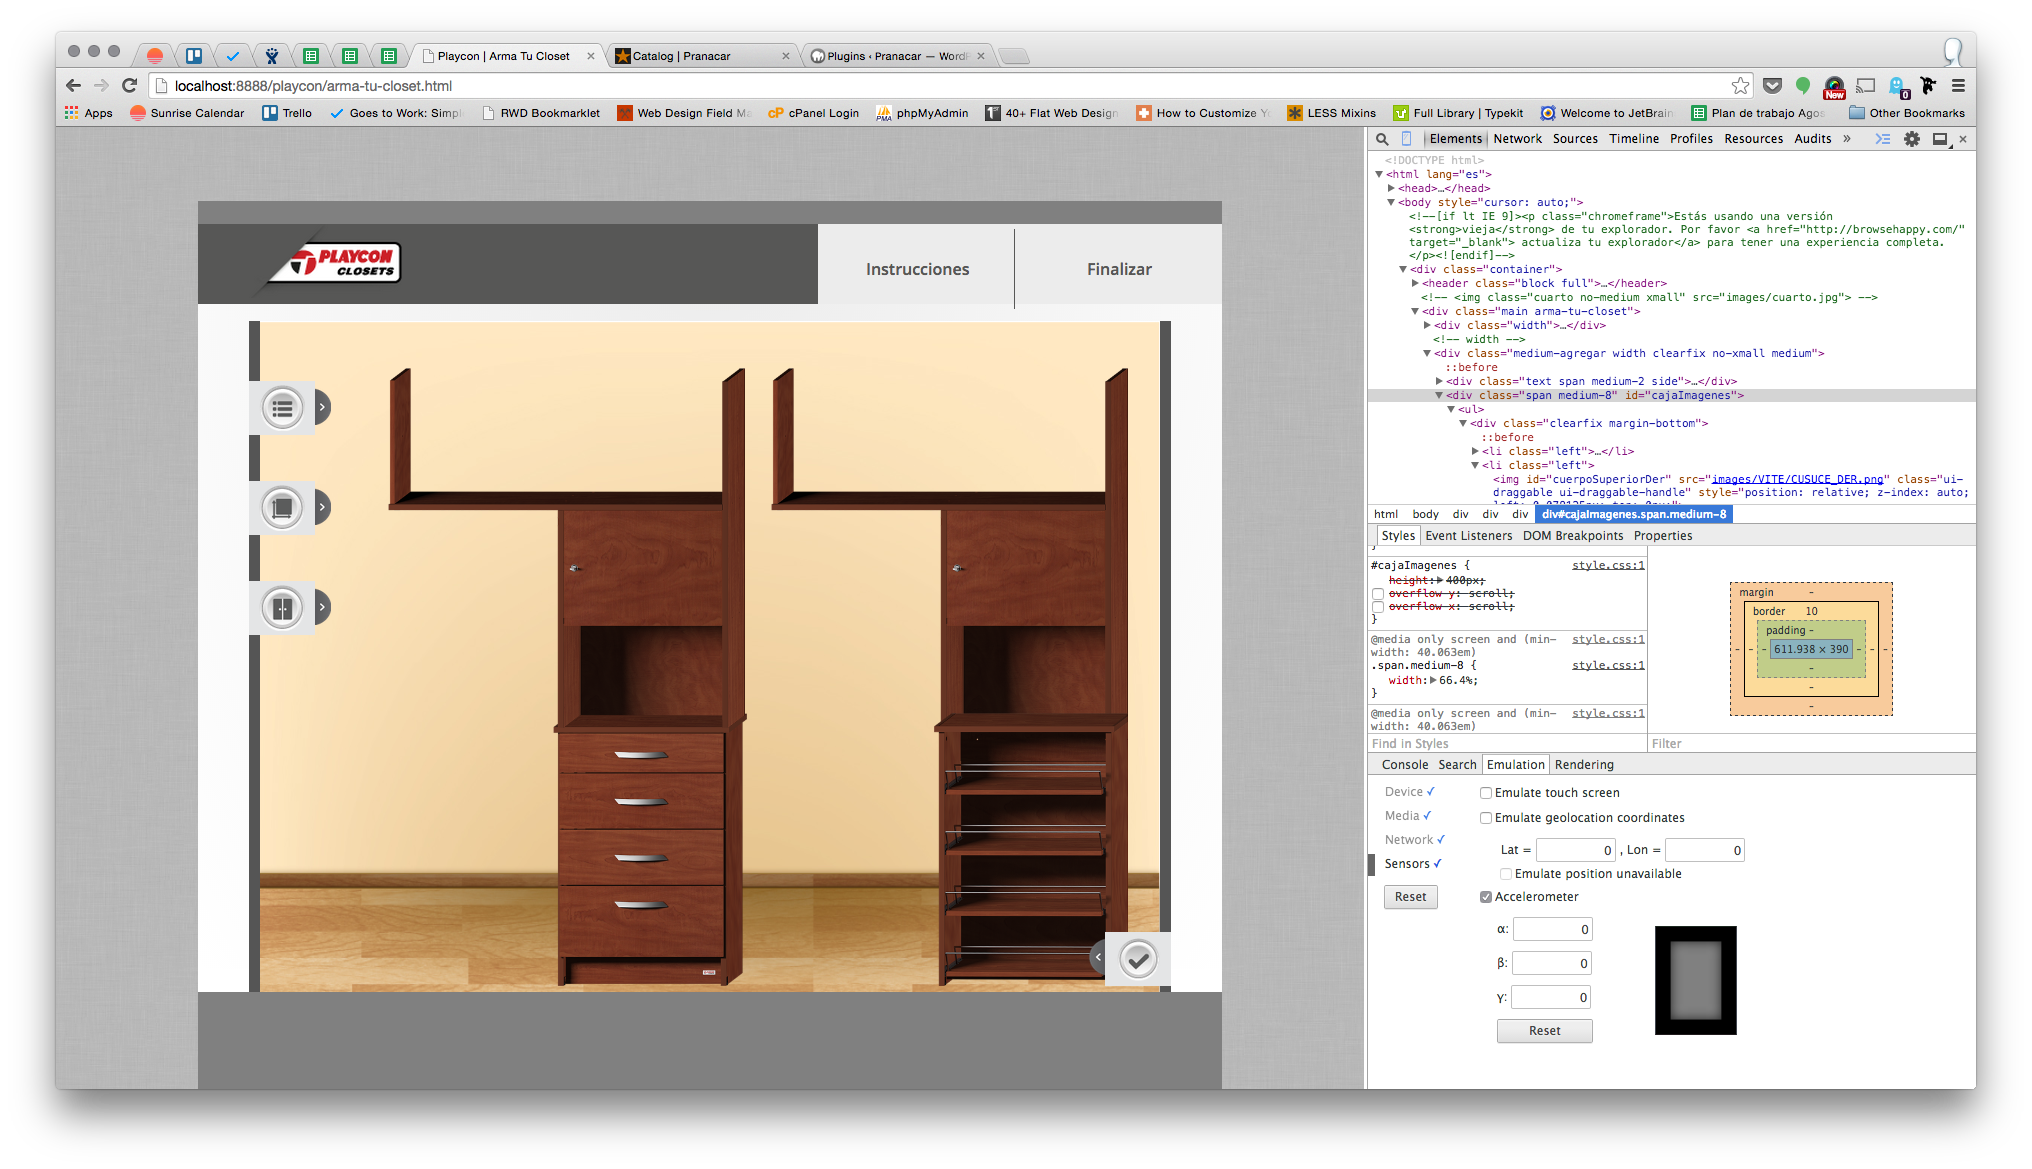 Playcon | Arma Tu Closet
Catalog | Pranacar
Plugins ‹ Pranacar — WordP
localhost:8888/playcon/arma-tu-closet.html
New
0
Apps
Sunrise Calendar
Trello
Goes to Work: Simpl
RWD Bookmarklet
Web Design Field Ma
cP cPanel Login
PMA phpMyAdmin
40+ Flat Web Design
How to Customize Yo
LESS Mixins
Full Library | Typekit
Welcome to JetBrain
Plan de trabajo Agos
Other Bookmarks
PLAYCON
CLOSETS
Instrucciones
Finalizar
Elements Network Sources Timeline Profiles Resources Audits »
<!DOCTYPE html>
<html lang="es">
<head>…</head>
<body style="cursor: auto;">
<!--[if lt IE 9]><p class="chromeframe">Estás usando una versión
<strong>vieja</strong> de tu explorador. Por favor <a href="http://browsehappy.com/"
target="_blank"> actualiza tu explorador</a> para tener una experiencia completa.
</p><![endif]-->
<div class="container">
<header class="block full">…</header>
<!-- <img class="cuarto no-medium xmall" src="images/cuarto.jpg"> -->
<div class="main arma-tu-closet">
<div class="width">…</div>
<!-- width -->
<div class="medium-agregar width clearfix no-xmall medium">
::before
<div class="text span medium-2 side">…</div>
<div class="span medium-8" id="cajaImagenes">
<ul>
<div class="clearfix margin-bottom">
::before
<li class="left">…</li>
<li class="left">
<img id="cuerpoSuperiorDer" src="images/VITE/CUSUCE_DER.png" class="ui-
draggable ui-draggable-handle" style="position: relative; z-index: auto;
html body div div div div#cajaImagenes.span.medium-8
Styles Event Listeners DOM Breakpoints Properties
}
#cajaImagenes { style.css:1
height: 400px;
overflow y: scroll;
overflow x: scroll;
}
@media only screen and (min- style.css:1
width: 40.063em)
.span.medium-8 { style.css:1
width: 66.4%;
}
@media only screen and (min- style.css:1
width: 40.063em)
Find in Styles
margin -
border 10
padding -
- - - 611.938 × 390 - - -
-
-
-
Filter
Console Search Emulation Rendering
Device
Media
Network
Sensors
Reset
Emulate touch screen
Emulate geolocation coordinates
Lat = 0 , Lon = 0
Emulate position unavailable
Accelerometer
α: 0
β: 0
γ: 0
Reset